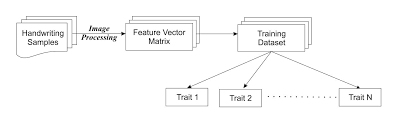 Handwriting
Samples
Image
Processing
Feature Vector
Matrix
Training
Dataset
Trait 1
Trait 2
Trait N